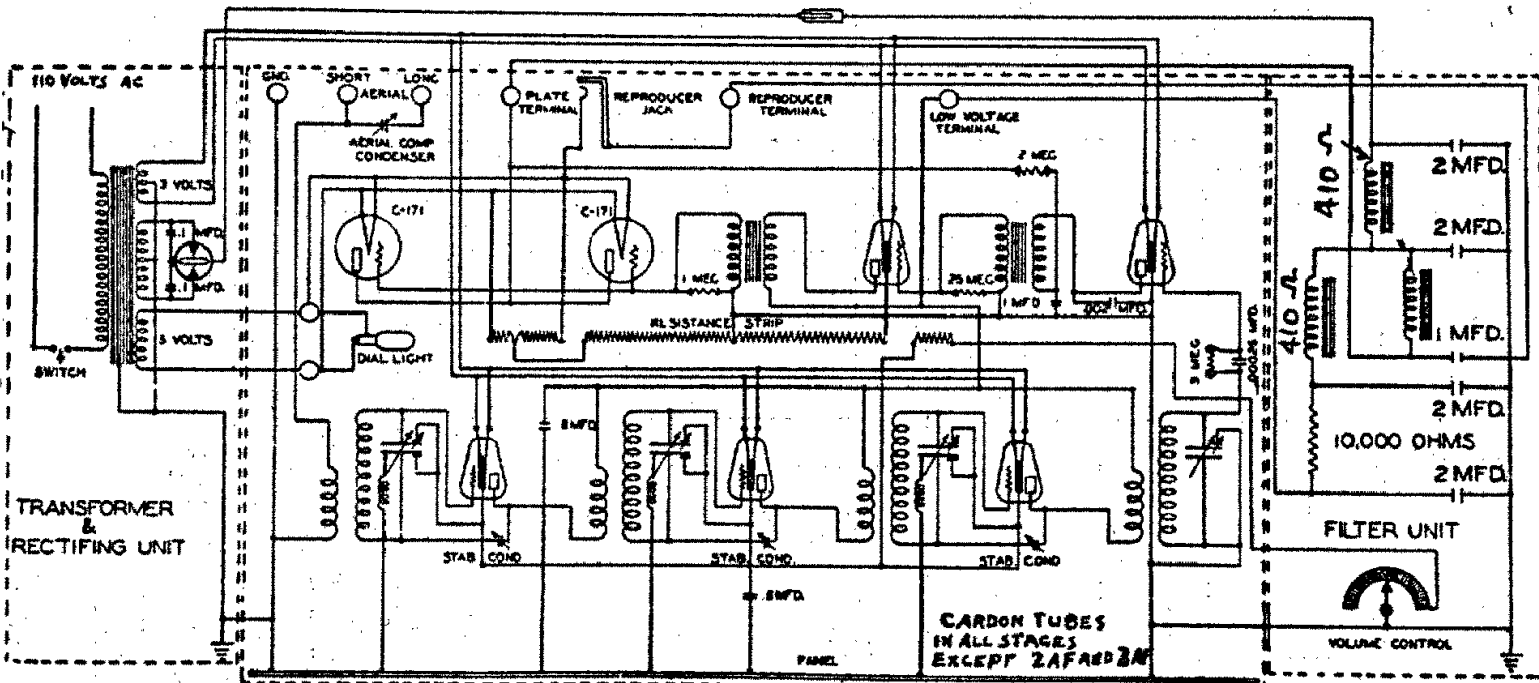 110 VOLTS AC
GND.
SHORT
LONG
AERIAL
AERIAL COMP
CONDENSER
PLATE
TERMINAL
REPRODUCER
JACK
REPRODUCER
TERMINAL
LOW VOLTAGE
TERMINAL
2 MEG
3 VOLTS
.1 MFD.
.1 MFD.
5 VOLTS
SWITCH
DIAL LIGHT
C-171
C-171
1 MEG
.25 MEG
1 MFD
RESISTANCE STRIP
3 MEG
.00025 MFD.
.5 MFD.
STAB. COND
STAB. COND.
STAB. COND
.5 MFD.
TRANSFORMER
&
RECTIFING UNIT
PANEL
CARDON TUBES
IN ALL STAGES
EXCEPT 2AF AND 3AF
410 Ω
410 Ω
2 MFD.
2 MFD.
1 MFD.
2 MFD.
10,000 OHMS
2 MFD.
FILTER UNIT
VOLUME CONTROL